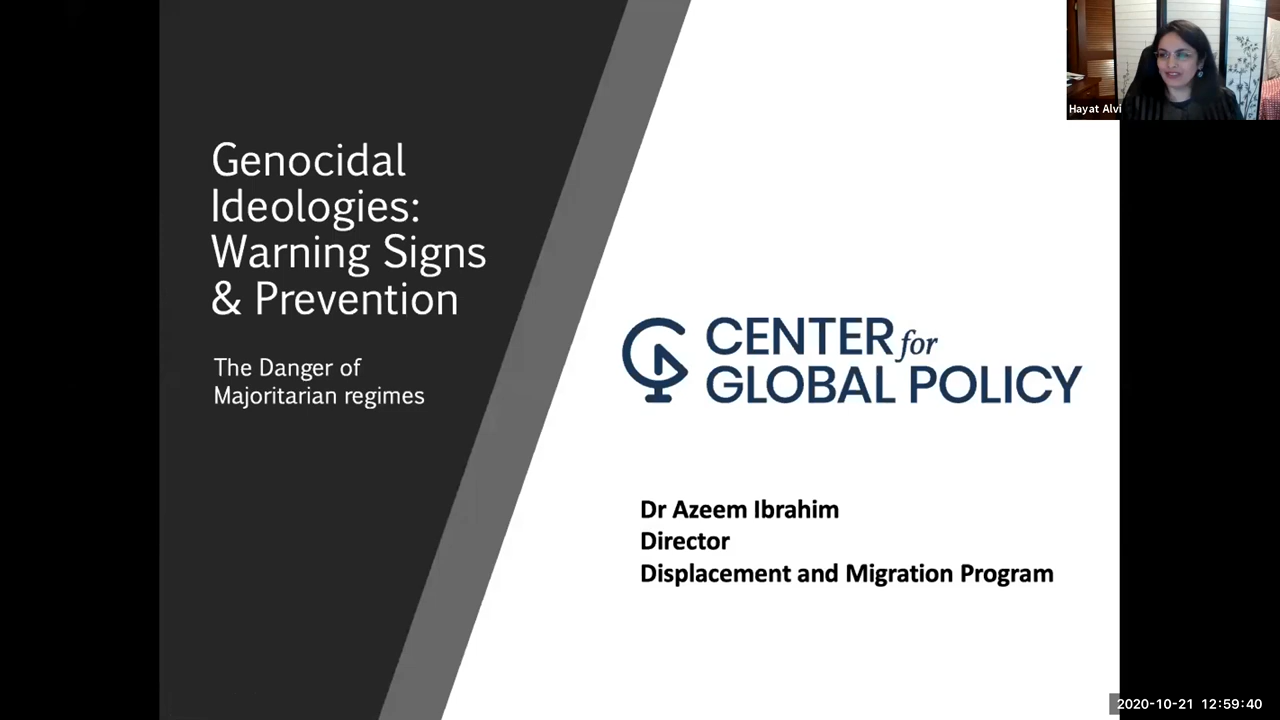 Genocidal
Ideologies:
Warning Signs
& Prevention
The Danger of
Majoritarian regimes
CENTER for
GLOBAL POLICY
Dr Azeem Ibrahim
Director
Displacement and Migration Program
Hayat Alvi
2020-10-21 12:59:40